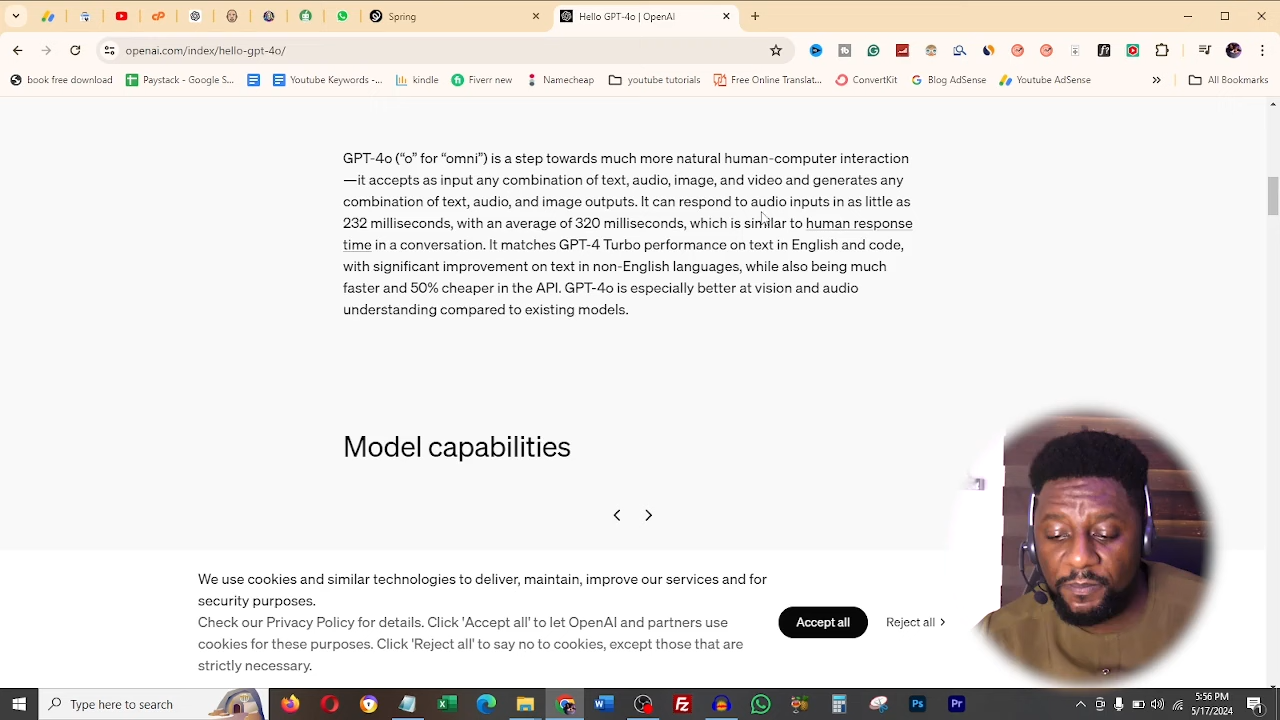 Spring
Hello GPT-4o | OpenAI
openai.com/index/hello-gpt-4o/
book free download
Paystack - Google S...
Youtube Keywords -...
kindle
Fiverr new
Namecheap
youtube tutorials
Free Online Translat...
ConvertKit
Blog AdSense
Youtube AdSense
All Bookmarks
GPT-4o (“o” for “omni”) is a step towards much more natural human-computer interaction
—it accepts as input any combination of text, audio, image, and video and generates any
combination of text, audio, and image outputs. It can respond to audio inputs in as little as
232 milliseconds, with an average of 320 milliseconds, which is similar to human response
time in a conversation. It matches GPT-4 Turbo performance on text in English and code,
with significant improvement on text in non-English languages, while also being much
faster and 50% cheaper in the API. GPT-4o is especially better at vision and audio
understanding compared to existing models.
Model capabilities
We use cookies and similar technologies to deliver, maintain, improve our services and for
security purposes.
Check our Privacy Policy for details. Click 'Accept all' to let OpenAI and partners use
cookies for these purposes. Click 'Reject all' to say no to cookies, except those that are
strictly necessary.
Accept all
Reject all
Type here to search
5:56 PM
5/17/2024